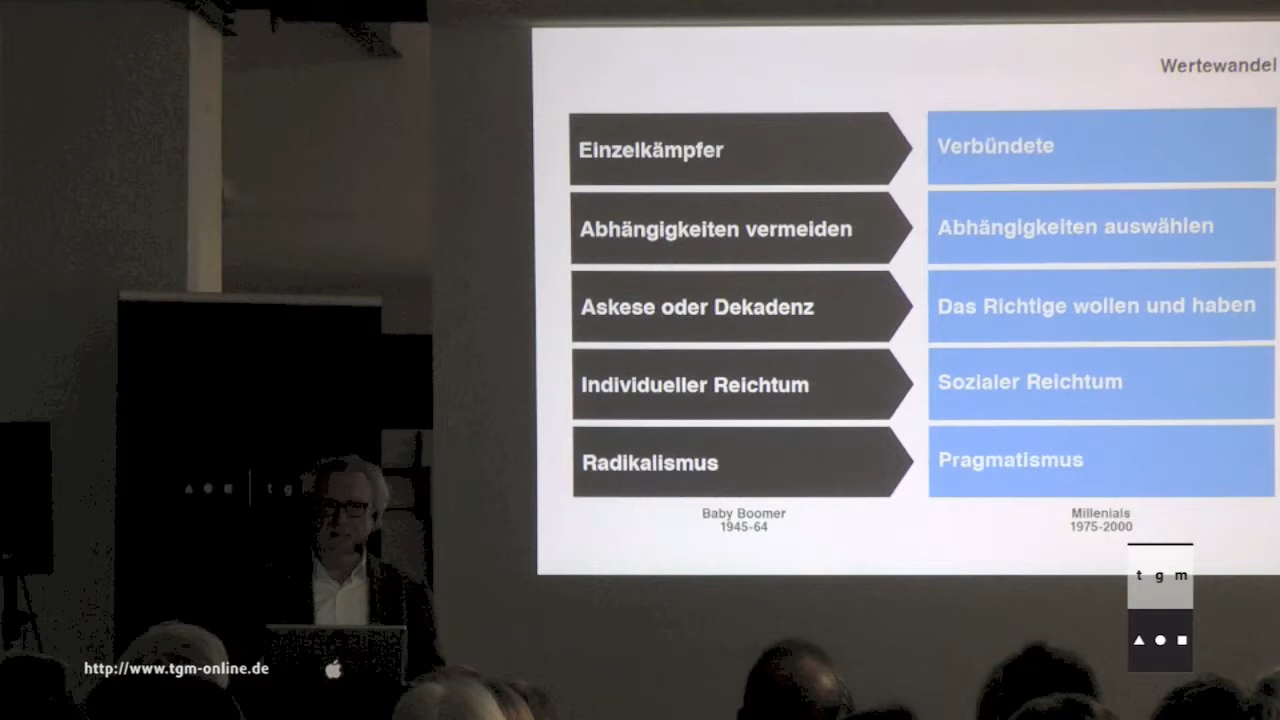 Wertewandel
Einzelkämpfer
Verbündete
Abhängigkeiten vermeiden
Abhängigkeiten auswählen
Askese oder Dekadenz
Das Richtige wollen und haben
Individueller Reichtum
Sozialer Reichtum
Radikalismus
Pragmatismus
Baby Boomer
1945-64
Millenials
1975-2000
t g m
t g
http://www.tgm-online.de